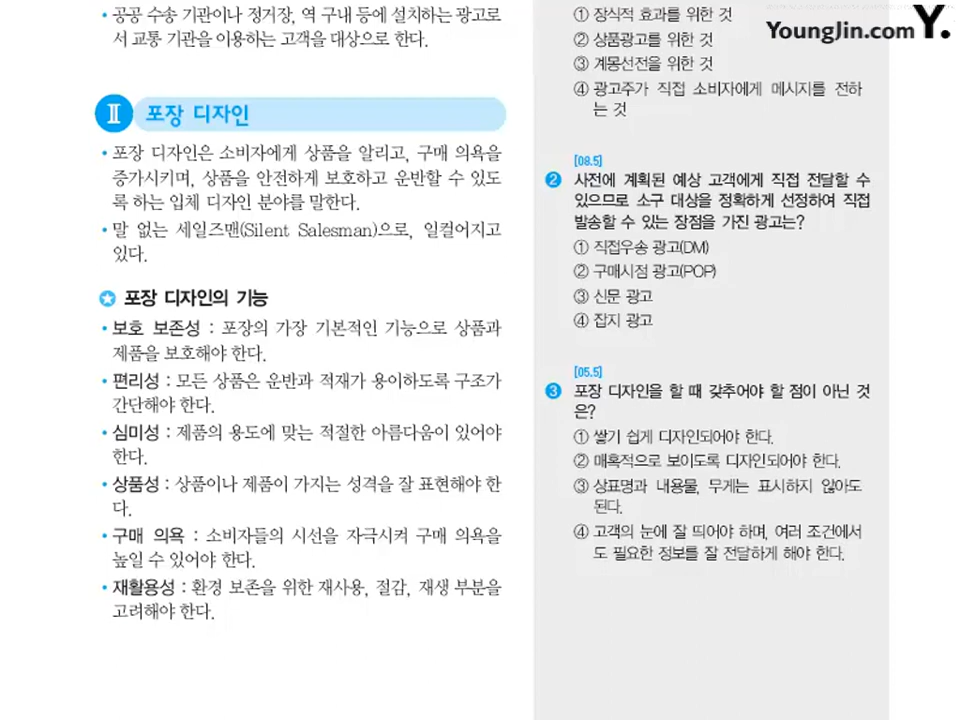 • 공공 수송 기관이나 정거장, 역 구내 등에 설치하는 광고로
서 교통 기관을 이용하는 고객을 대상으로 한다.
Ⅱ 포장 디자인
• 포장 디자인은 소비자에게 상품을 알리고, 구매 의욕을
증가시키며, 상품을 안전하게 보호하고 운반할 수 있도
록 하는 입체 디자인 분야를 말한다.
• 말 없는 세일즈맨(Silent Salesman)으로, 일컬어지고
있다.
★ 포장 디자인의 기능
• 보호 보존성 : 포장의 가장 기본적인 기능으로 상품과
제품을 보호해야 한다.
• 편리성 : 모든 상품은 운반과 적재가 용이하도록 구조가
간단해야 한다.
• 심미성 : 제품의 용도에 맞는 적절한 아름다움이 있어야
한다.
• 상품성 : 상품이나 제품이 가지는 성격을 잘 표현해야 한
다.
• 구매 의욕 : 소비자들의 시선을 자극시켜 구매 의욕을
높일 수 있어야 한다.
• 재활용성 : 환경 보존을 위한 재사용, 절감, 재생 부분을
고려해야 한다.
① 장식적 효과를 위한 것
② 상품광고를 위한 것
③ 계몽선전을 위한 것
④ 광고주가 직접 소비자에게 메시지를 전하
는 것
YoungJin.com Y.
[08.5]
2 사전에 계획된 예상 고객에게 직접 전달할 수
있으므로 소구 대상을 정확하게 선정하여 직접
발송할 수 있는 장점을 가진 광고는?
① 직접우송 광고(DM)
② 구매시점 광고(POP)
③ 신문 광고
④ 잡지 광고
[05.5]
3 포장 디자인을 할 때 갖추어야 할 점이 아닌 것
은?
① 쌓기 쉽게 디자인되어야 한다.
② 매혹적으로 보이도록 디자인되어야 한다.
③ 상표명과 내용물, 무게는 표시하지 않아도
된다.
④ 고객의 눈에 잘 띄어야 하며, 여러 조건에서
도 필요한 정보를 잘 전달하게 해야 한다.